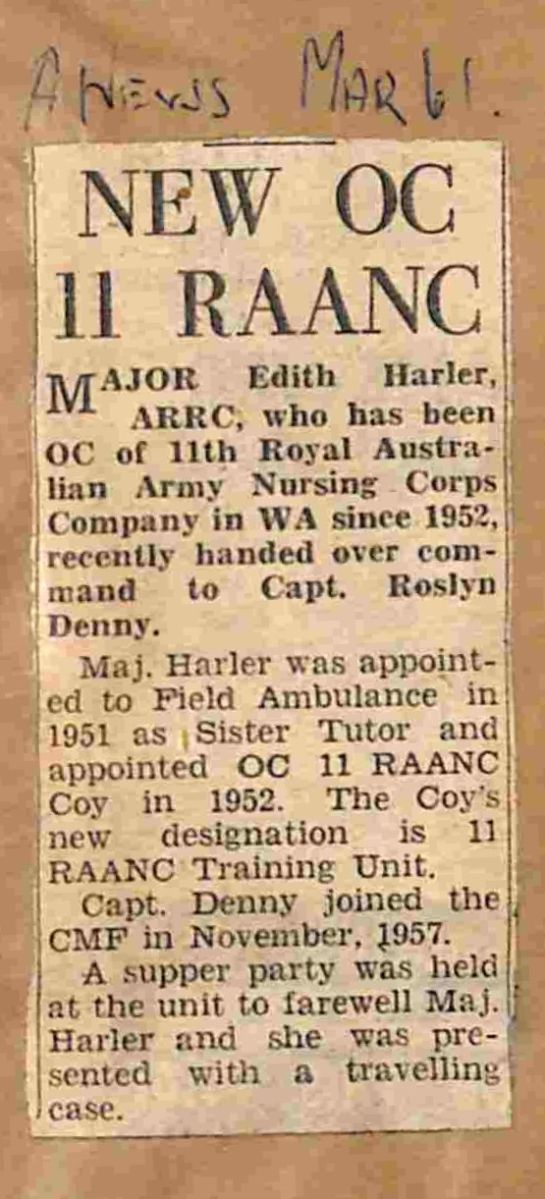 A NEWS MAR 61.
NEW OC
11 RAANC
MAJOR Edith Harler,
ARRC, who has been
OC of 11th Royal Austra-
lian Army Nursing Corps
Company in WA since 1952,
recently handed over com-
mand to Capt. Roslyn
Denny.
Maj. Harler was appoint-
ed to Field Ambulance in
1951 as Sister Tutor and
appointed OC 11 RAANC
Coy in 1952. The Coy's
new designation is 11
RAANC Training Unit.
Capt. Denny joined the
CMF in November, 1957.
A supper party was held
at the unit to farewell Maj.
Harler and she was pre-
sented with a travelling
case.